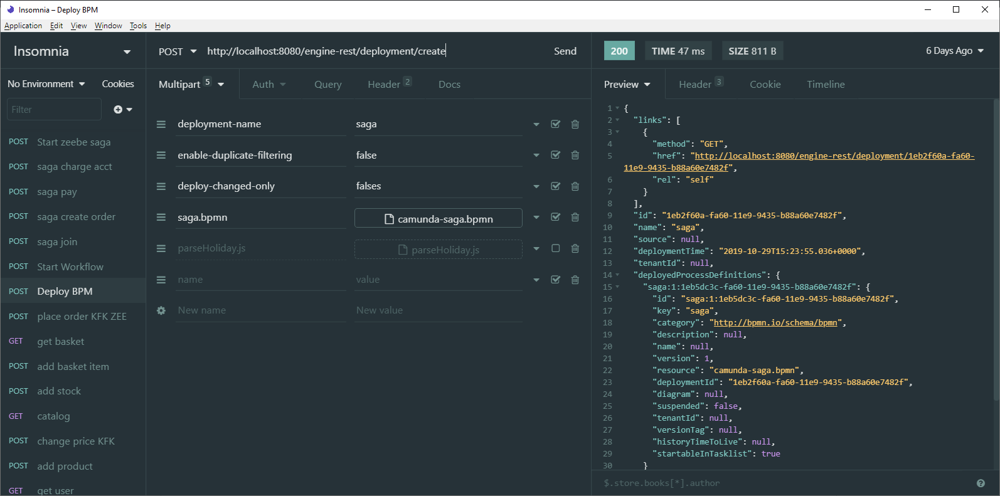 Insomnia – Deploy BPM
Application Edit View Window Tools Help
Insomnia
POST http://localhost:8080/engine-rest/deployment/create Send
200 TIME 47 ms SIZE 811 B 6 Days Ago
No Environment Cookies
Filter
POST Start zeebe saga
POST saga charge acct
POST saga pay
POST saga create order
POST saga join
POST Start Workflow
POST Deploy BPM
POST place order KFK ZEE
GET get basket
POST add basket item
POST add stock
GET catalog
POST change price KFK
POST add product
GET get user
Multipart 5 Auth Query Header 2 Docs
deployment-name saga
enable-duplicate-filtering false
deploy-changed-only falses
saga.bpmn camunda-saga.bpmn
parseHoliday.js parseHoliday.js
name value
New name New value
Preview Header 3 Cookie Timeline
1 {
2 "links": [
3 {
4 "method": "GET",
5 "href": "http://localhost:8080/engine-rest/deployment/1eb2f60a-fa60-
11e9-9435-b88a60e7482f",
6 "rel": "self"
7 }
8 ],
9 "id": "1eb2f60a-fa60-11e9-9435-b88a60e7482f",
10 "name": "saga",
11 "source": null,
12 "deploymentTime": "2019-10-29T15:23:55.036+0000",
13 "tenantId": null,
14 "deployedProcessDefinitions": {
15 "saga:1:1eb5dc3c-fa60-11e9-9435-b88a60e7482f": {
16 "id": "saga:1:1eb5dc3c-fa60-11e9-9435-b88a60e7482f",
17 "key": "saga",
18 "category": "http://bpmn.io/schema/bpmn",
19 "description": null,
20 "name": null,
21 "version": 1,
22 "resource": "camunda-saga.bpmn",
23 "deploymentId": "1eb2f60a-fa60-11e9-9435-b88a60e7482f",
24 "diagram": null,
25 "suspended": false,
26 "tenantId": null,
27 "versionTag": null,
28 "historyTimeToLive": null,
29 "startableInTasklist": true
30 }
$.store.books[*].author